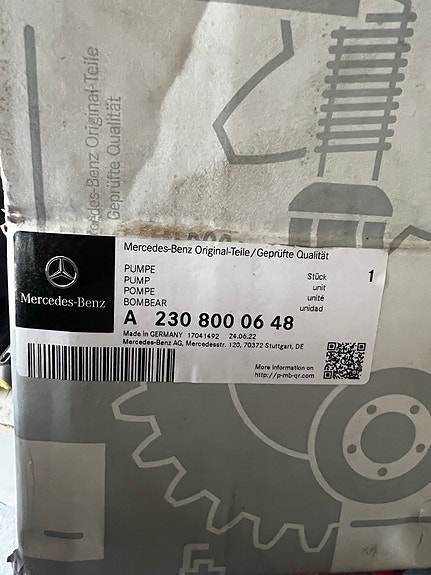 Mercedes-Benz Original-Teile
Geprüfte Qualität
Mercedes-Benz Original-Teile/Geprüfte Qualität
PUMPE Stück 1
PUMP unit
POMPE unité
BOMBEAR unidad
Mercedes-Benz
A 230 800 06 48
Made in GERMANY 17041492 24.06.22
Mercedes-Benz AG, Mercedesstr. 120, 70372 Stuttgart, DE
More information on
http://p-mb-qr.com